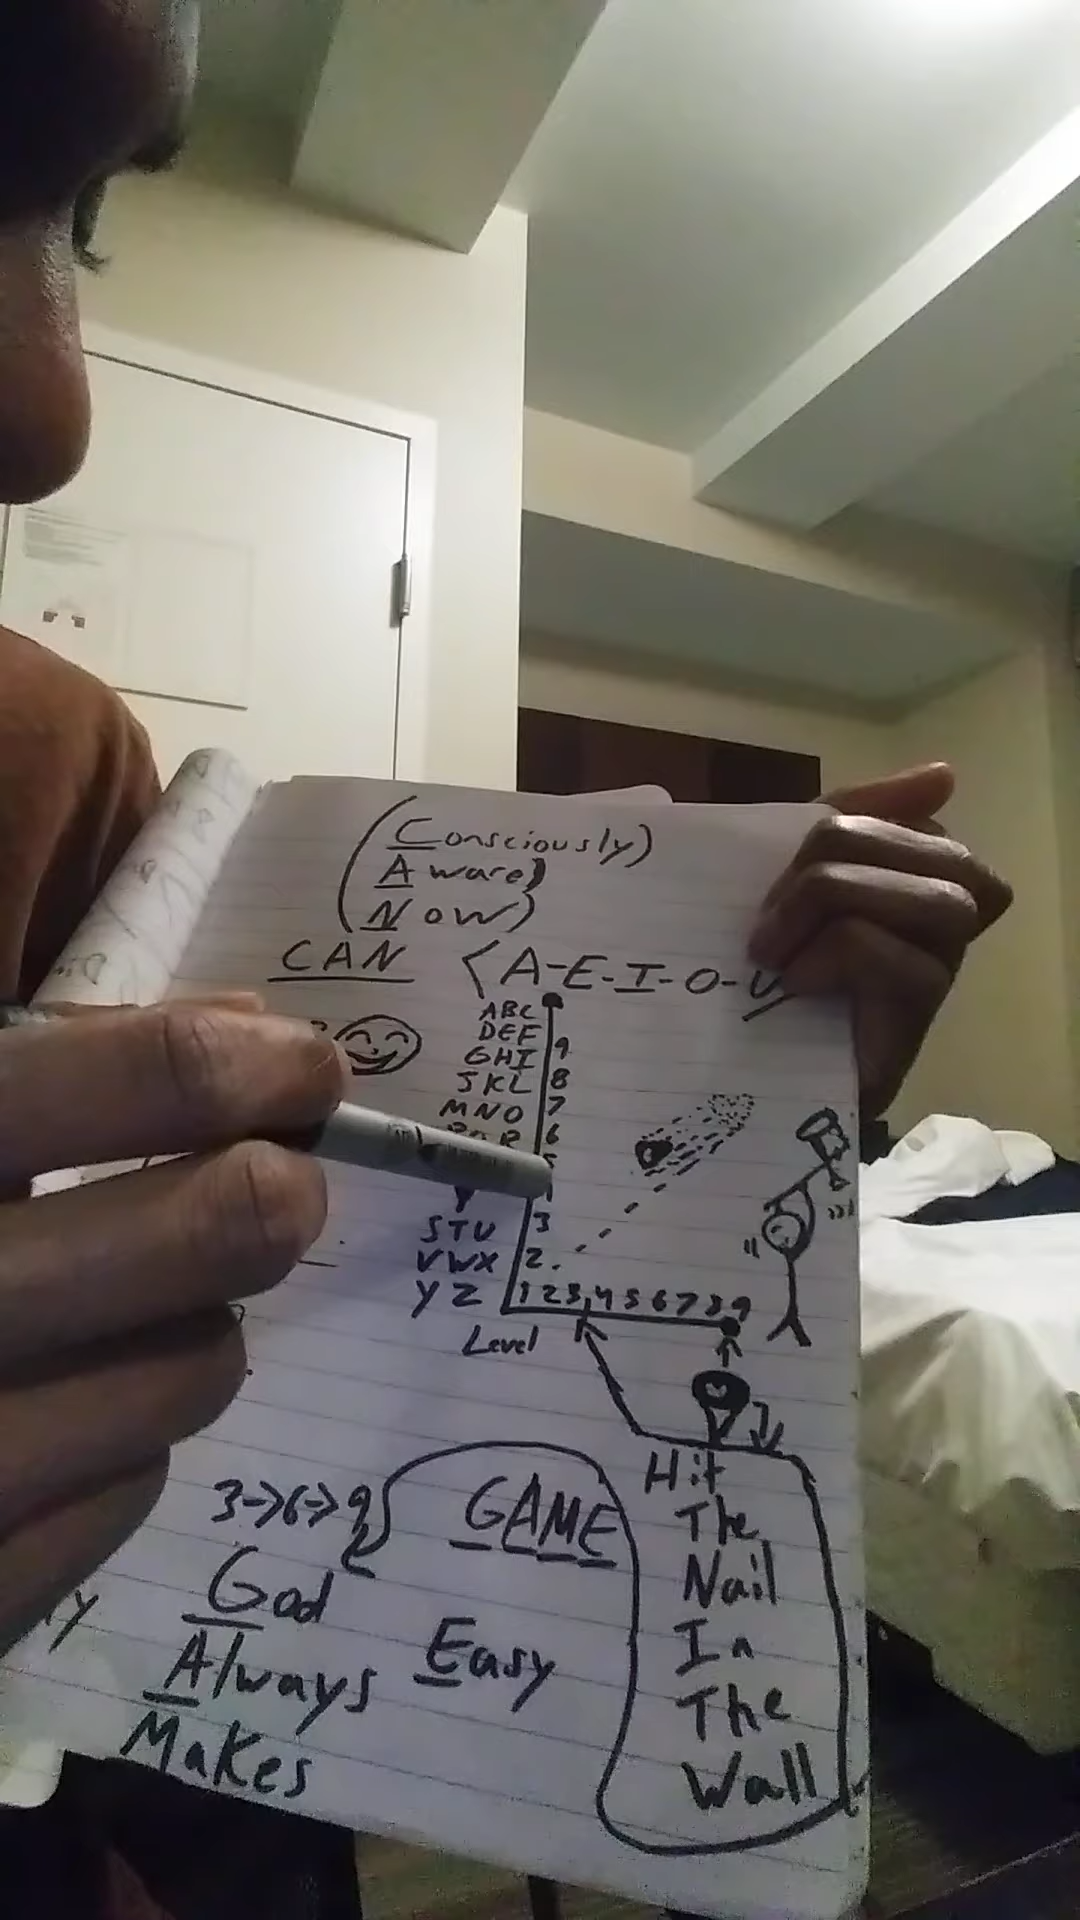 (Consciously)
Aware)
Now)
CAN <A-E-I-O-U
ABC
DEF
GHI 9
JKL 8
MNO 7
PQR 6
5
STU 3
VWX 2
YZ 1 2 3 4 5 6 7 8 9
Level
Hit
The
Nail
In
The
Wall
3->6->9
GAME
God
Always
Makes
Easy